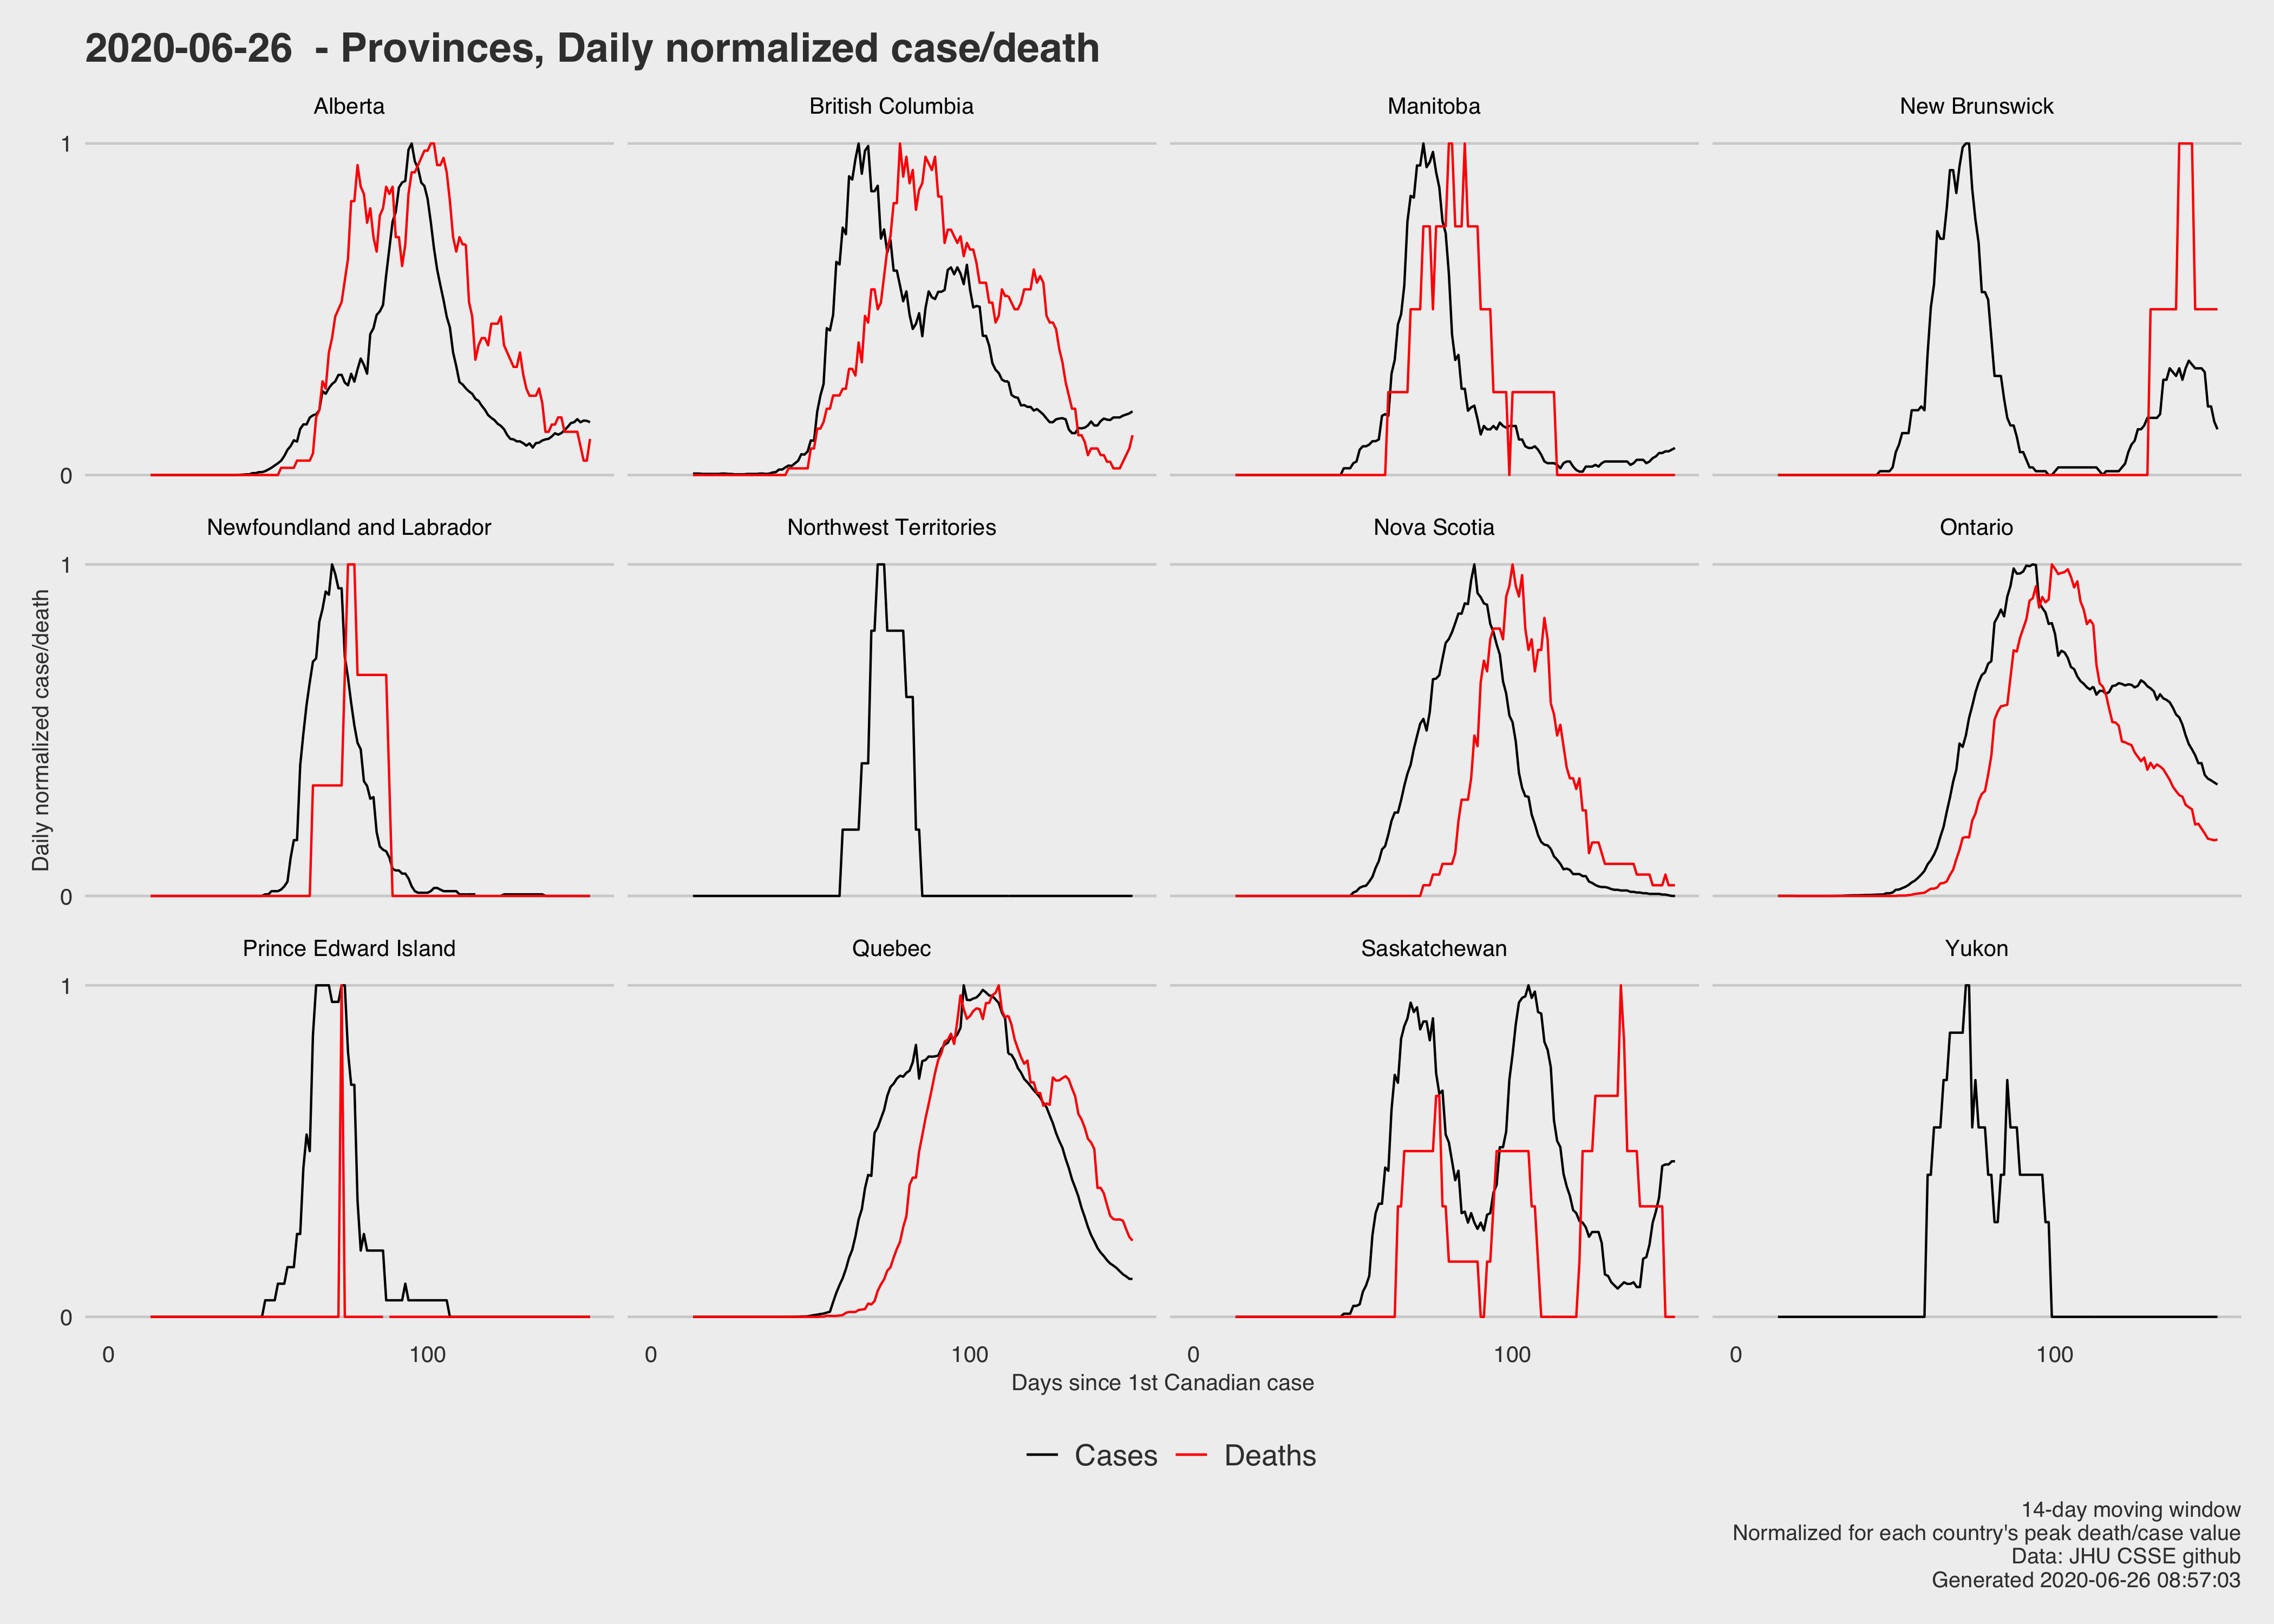 2020-06-26 - Provinces, Daily normalized case/death
Alberta
British Columbia
Manitoba
New Brunswick
1
0
Newfoundland and Labrador
Northwest Territories
Nova Scotia
Ontario
1
0
Daily normalized case/death
Prince Edward Island
Quebec
Saskatchewan
Yukon
1
0
0 100 0 100 0 100 0 100
Days since 1st Canadian case
Cases Deaths
14-day moving window
Normalized for each country's peak death/case value
Data: JHU CSSE github
Generated 2020-06-26 08:57:03